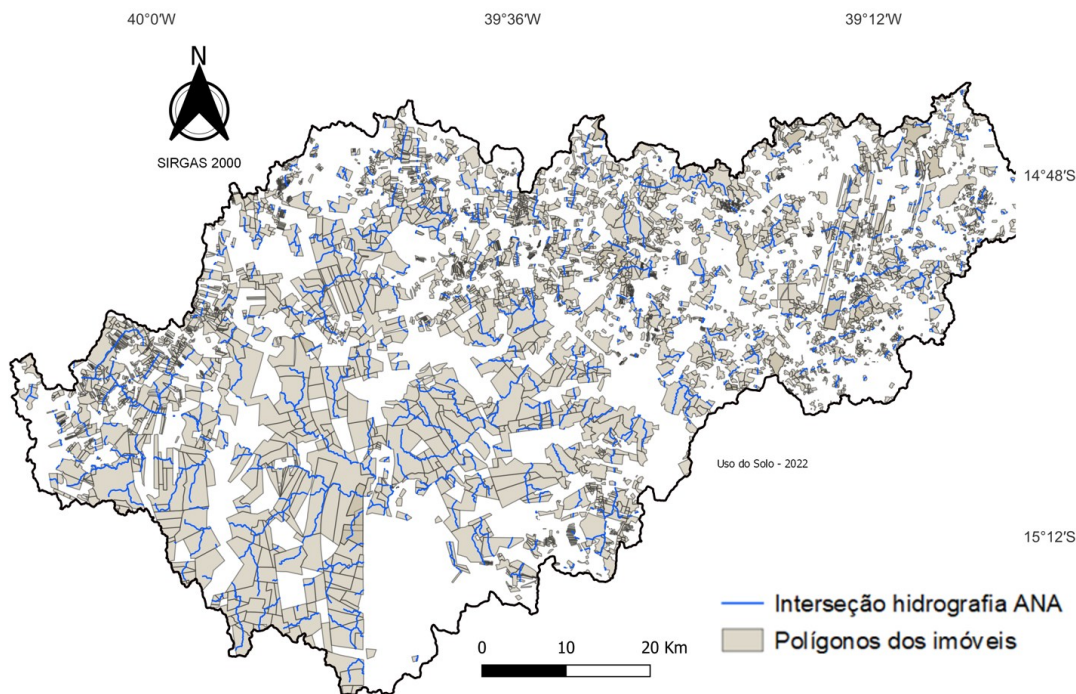 40°0′W
39°36′W
39°12′W
N
SIRGAS 2000
14°48′S
Uso do Solo - 2022
15°12′S
Interseção hidrografia ANA
Polígonos dos imóveis
0 10 20 Km